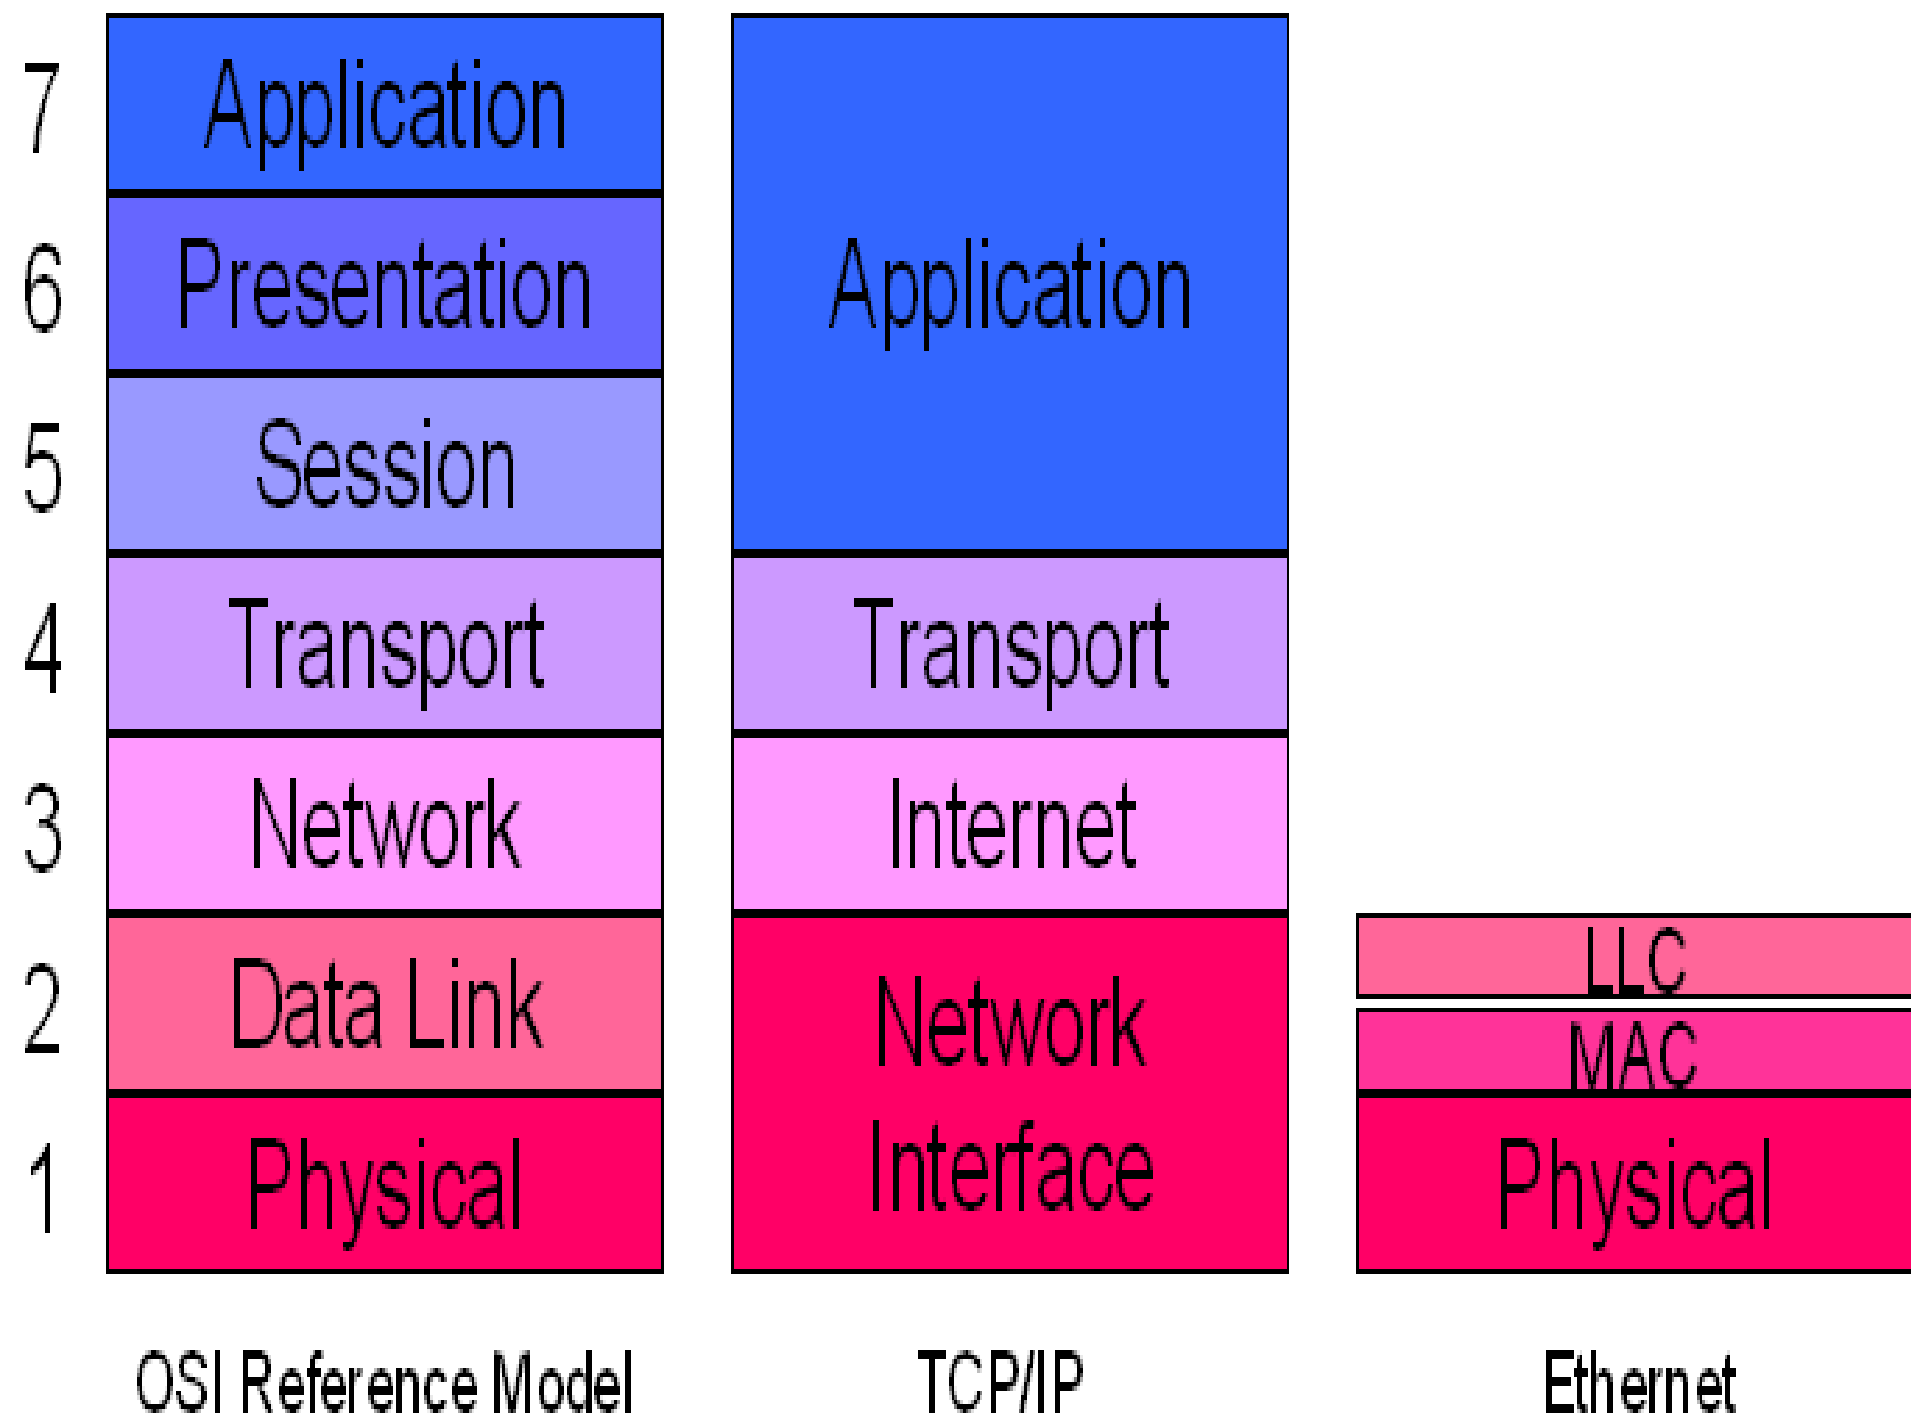 7
Application
6
Presentation
5
Session
4
Transport
3
Network
2
Data Link
1
Physical
OSI Reference Model
Application
Transport
Internet
Network
Interface
TCP/IP
LLC
MAC
Physical
Ethernet